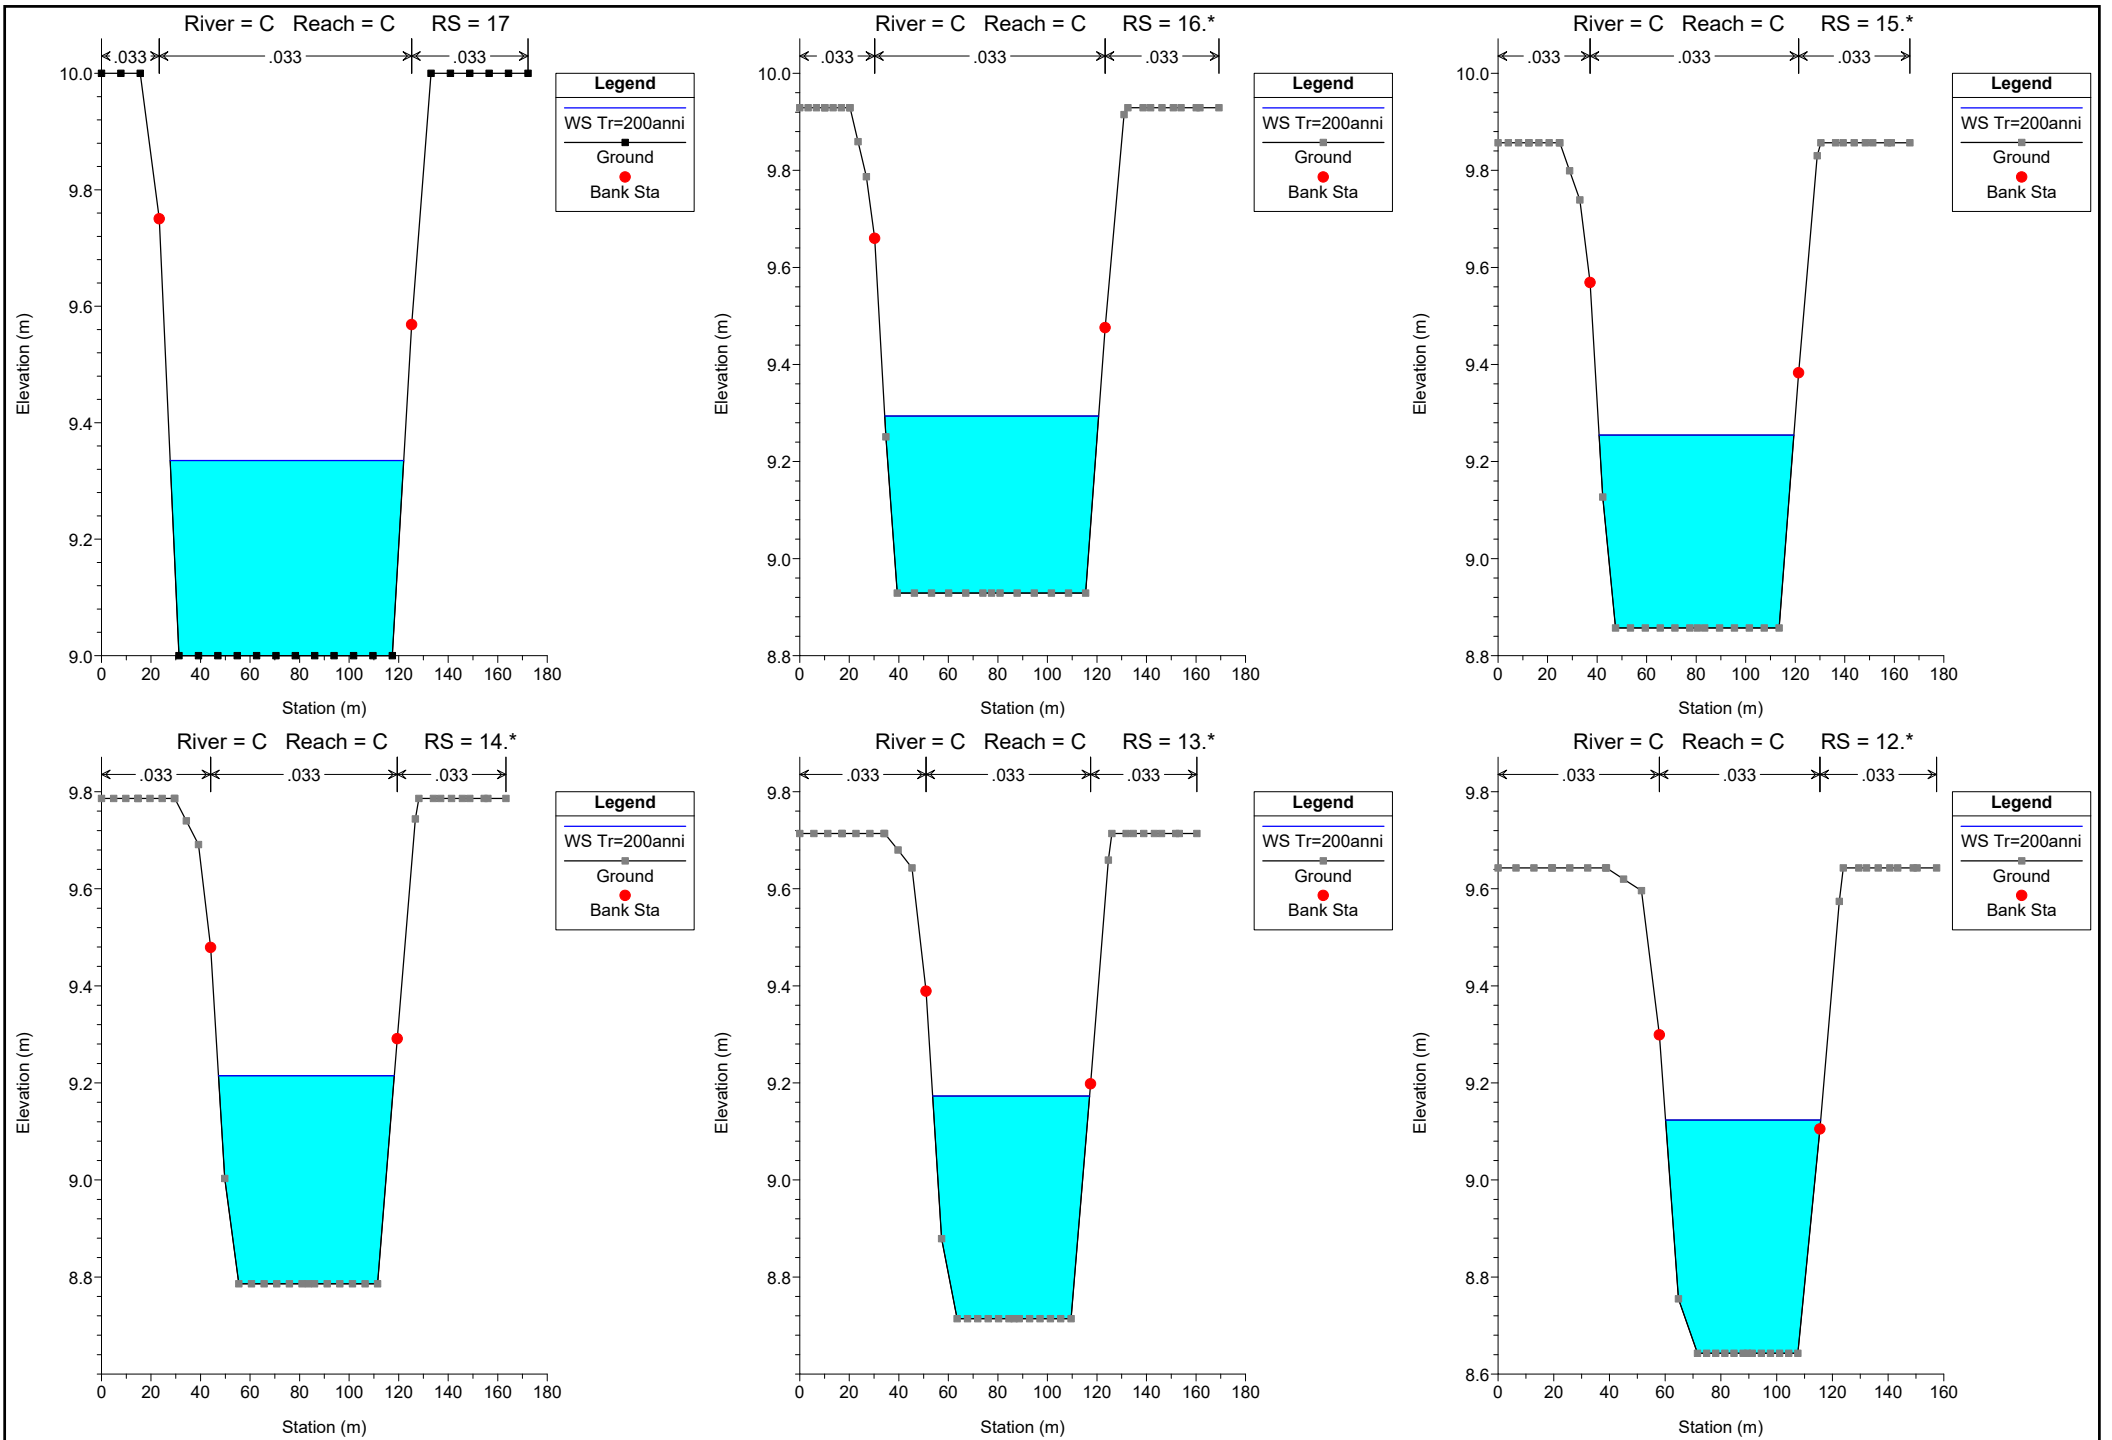 River = C Reach = C RS = 17
.033 .033 .033
Legend
WS Tr=200anni
Ground
Bank Sta
10.0
9.8
9.6
9.4
9.2
9.0
Elevation (m)
0 20 40 60 80 100 120 140 160 180
Station (m)
River = C Reach = C RS = 16.*
.033 .033 .033
Legend
WS Tr=200anni
Ground
Bank Sta
10.0
9.8
9.6
9.4
9.2
9.0
8.8
Elevation (m)
0 20 40 60 80 100 120 140 160 180
Station (m)
River = C Reach = C RS = 15.*
.033 .033 .033
Legend
WS Tr=200anni
Ground
Bank Sta
10.0
9.8
9.6
9.4
9.2
9.0
8.8
Elevation (m)
0 20 40 60 80 100 120 140 160 180
Station (m)
River = C Reach = C RS = 14.*
.033 .033 .033
Legend
WS Tr=200anni
Ground
Bank Sta
9.8
9.6
9.4
9.2
9.0
8.8
Elevation (m)
0 20 40 60 80 100 120 140 160 180
Station (m)
River = C Reach = C RS = 13.*
.033 .033 .033
Legend
WS Tr=200anni
Ground
Bank Sta
9.8
9.6
9.4
9.2
9.0
8.8
Elevation (m)
0 20 40 60 80 100 120 140 160 180
Station (m)
River = C Reach = C RS = 12.*
.033 .033 .033
Legend
WS Tr=200anni
Ground
Bank Sta
9.8
9.6
9.4
9.2
9.0
8.8
8.6
Elevation (m)
0 20 40 60 80 100 120 140 160
Station (m)